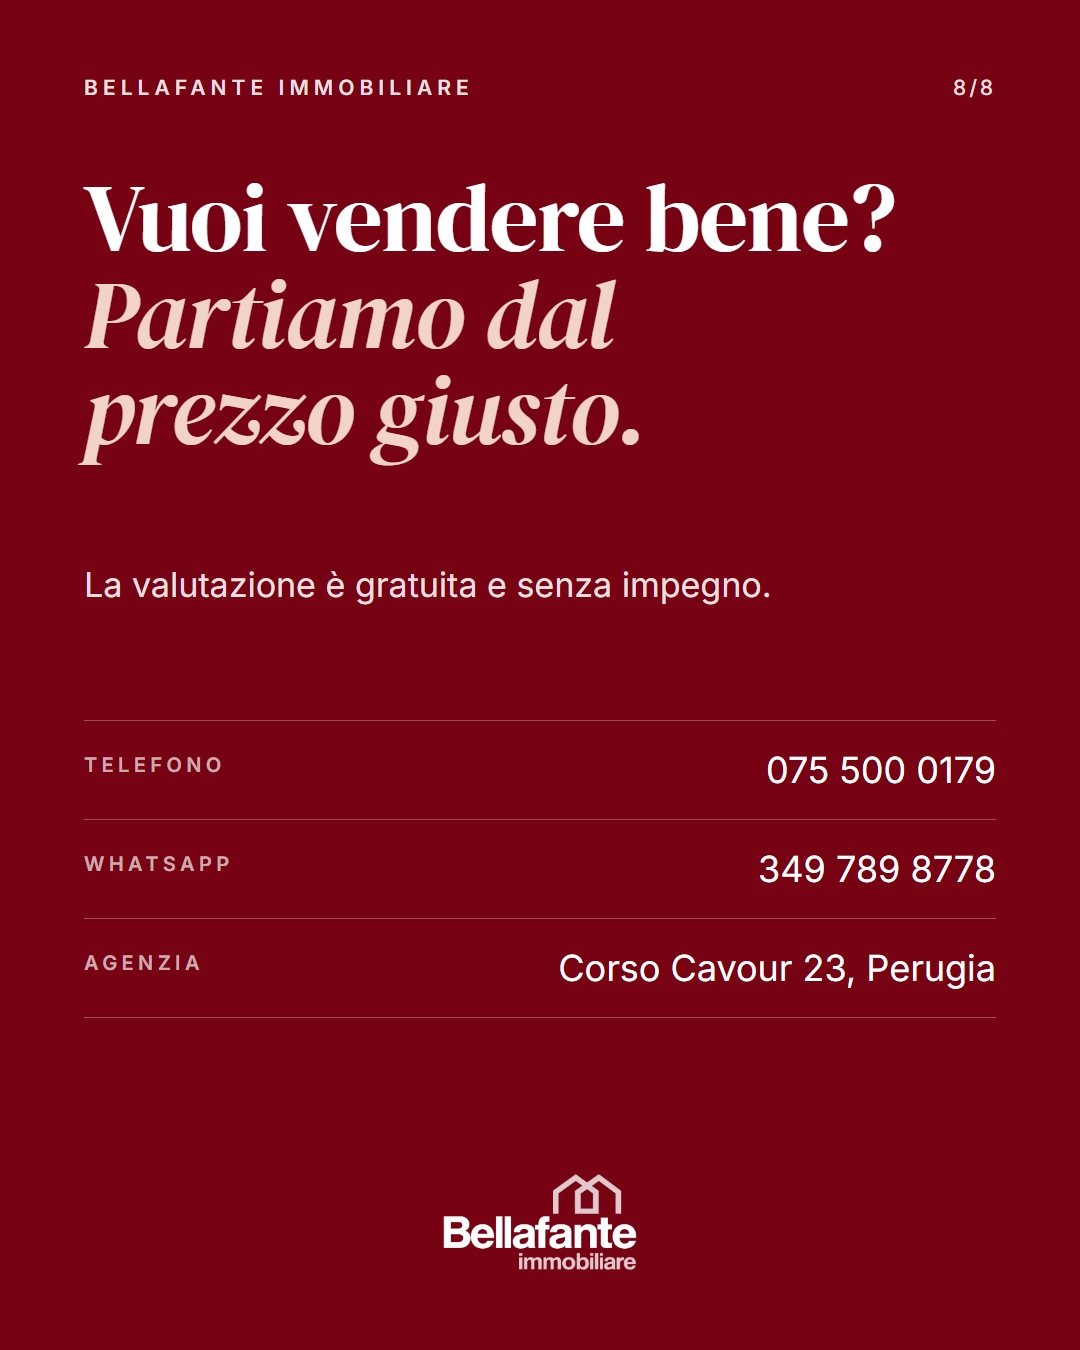 BELLAFANTE IMMOBILIARE 8/8
Vuoi vendere bene?
Partiamo dal
prezzo giusto.
La valutazione è gratuita e senza impegno.
TELEFONO 075 500 0179
WHATSAPP 349 789 8778
AGENZIA Corso Cavour 23, Perugia
Bellafante
immobiliare